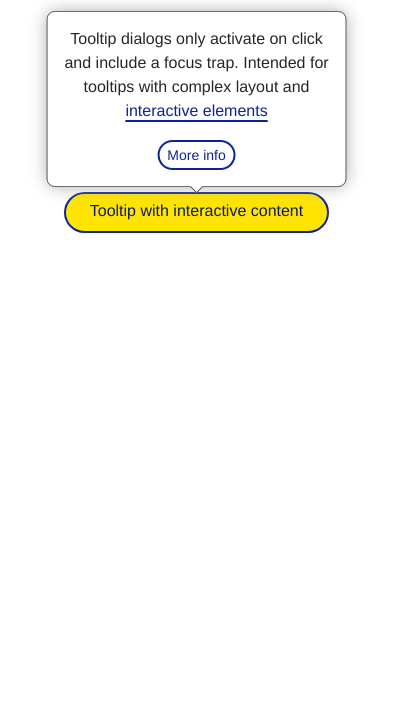 Tooltip dialogs only activate on click
and include a focus trap. Intended for
tooltips with complex layout and
interactive elements
More info
Tooltip with interactive content